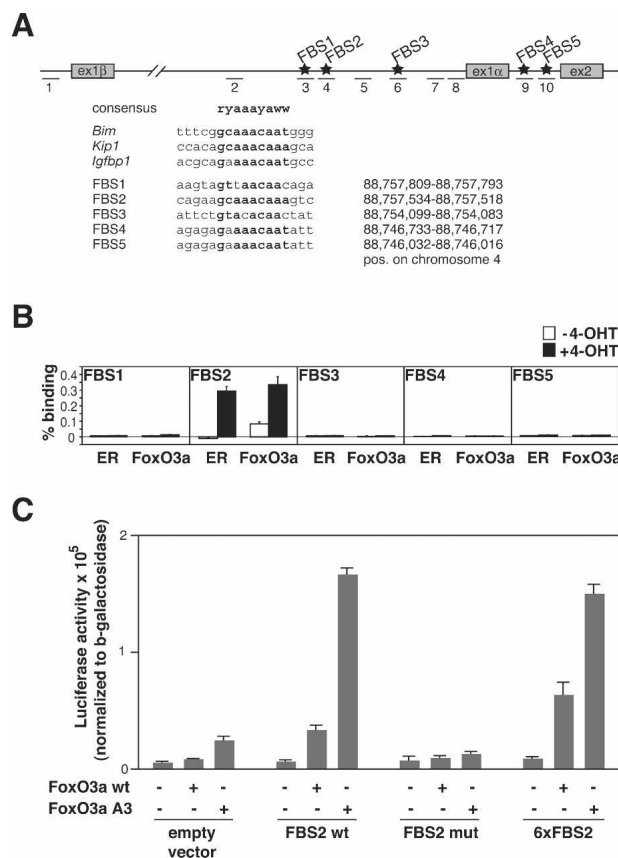 A
FBS1 FBS2 FBS3 FBS4 FBS5
ex1β ex1α ex2
1 2 3 4 5 6 7 8 9 10
consensus ryaaayaww
Bim tttcggcaaacaatggg
Kip1 ccacagcaaacaaagca
Igfbp1 acgcagaaaacaatgcc
FBS1 aagtagttaacaacaga 88,757,809-88,757,793
FBS2 cagaagcaaacaaagtc 88,757,534-88,757,518
FBS3 attctgtacacaactat 88,754,099-88,754,083
FBS4 agagagaaaacaatatt 88,746,733-88,746,717
FBS5 agagagaaaacaatatt 88,746,032-88,746,016
pos. on chromosome 4
B
-4-OHT
+4-OHT
% binding
0.4
0.3
0.2
0.1
0
FBS1 FBS2 FBS3 FBS4 FBS5
ER FoxO3a ER FoxO3a ER FoxO3a ER FoxO3a ER FoxO3a
C
Luciferase activity x 10⁵
(normalized to b-galactosidase)
2
1
0
FoxO3a wt - + - - + - - + - - + -
FoxO3a A3 - - + - - + - - + - - +
empty vector FBS2 wt FBS2 mut 6xFBS2